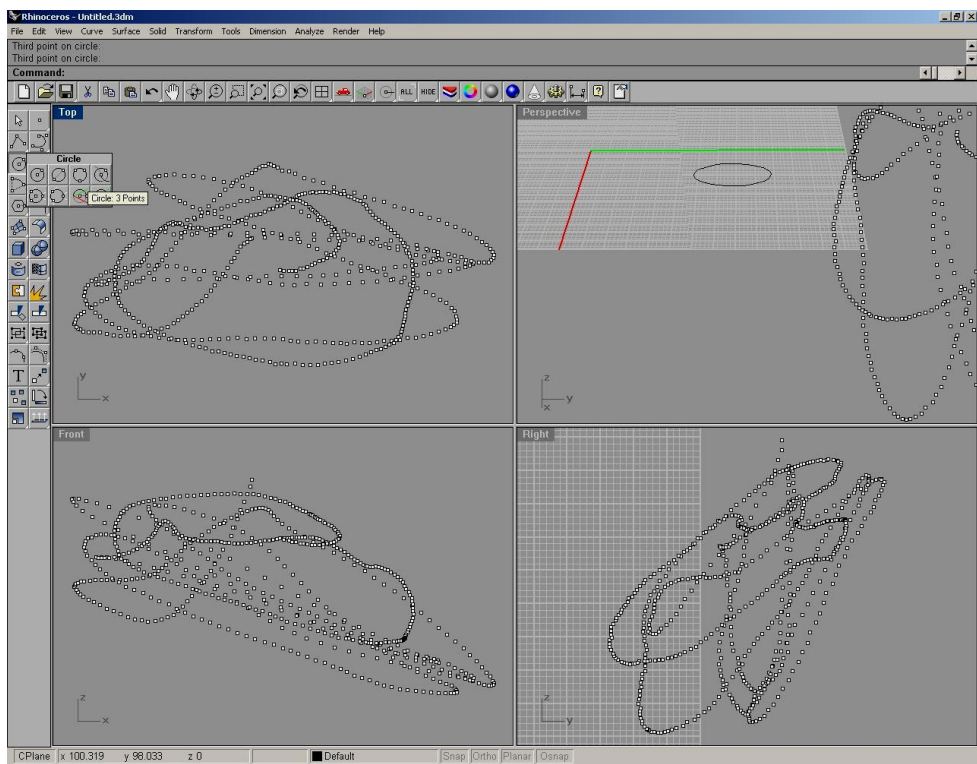 Rhinoceros - Untitled.3dm
File Edit View Curve Surface Solid Transform Tools Dimension Analyze Render Help
Third point on circle:
Third point on circle:
Command:
ALL HIDE
Top
Perspective
Circle
Circle: 3 Points
T
y
x
z
y
x
Front
Right
z
x
z
y
CPlane x 100.319 y 98.033 z 0 Default Snap Ortho Planar Osnap